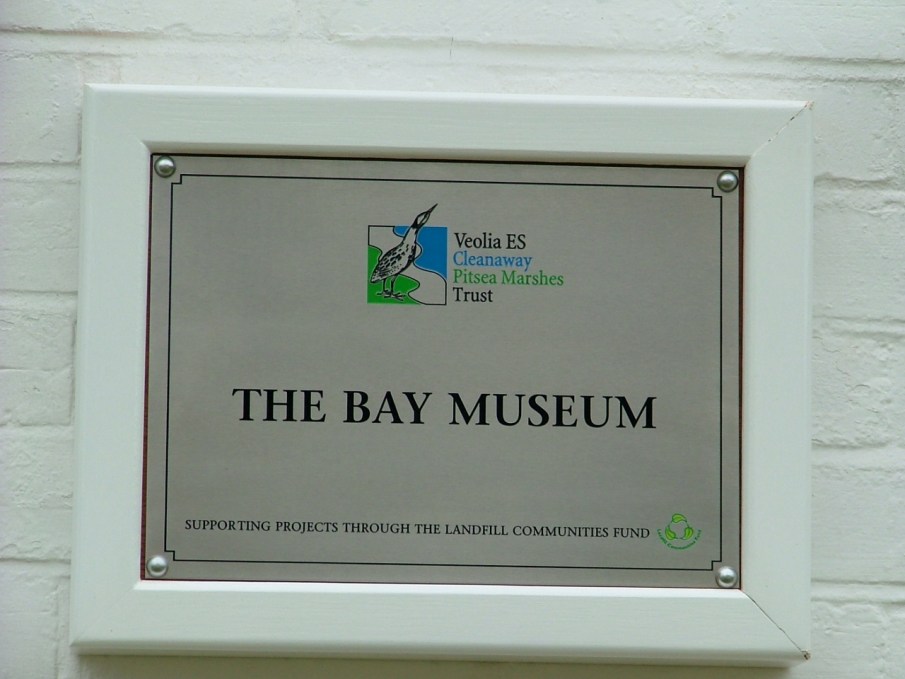 Veolia ES
Cleanaway
Pitsea Marshes
Trust
THE BAY MUSEUM
SUPPORTING PROJECTS THROUGH THE LANDFILL COMMUNITIES FUND